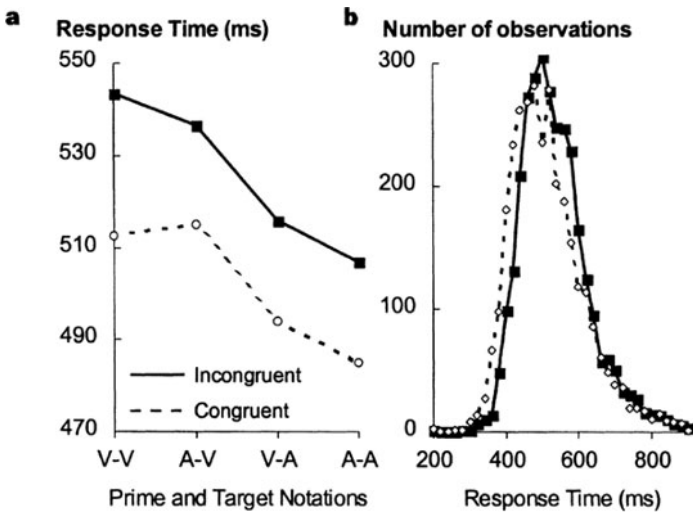 a Response Time (ms)
550
530
510
490
470
Incongruent
Congruent
V-V A-V V-A A-A
Prime and Target Notations
b Number of observations
300
200
100
0
200 400 600 800
Response Time (ms)